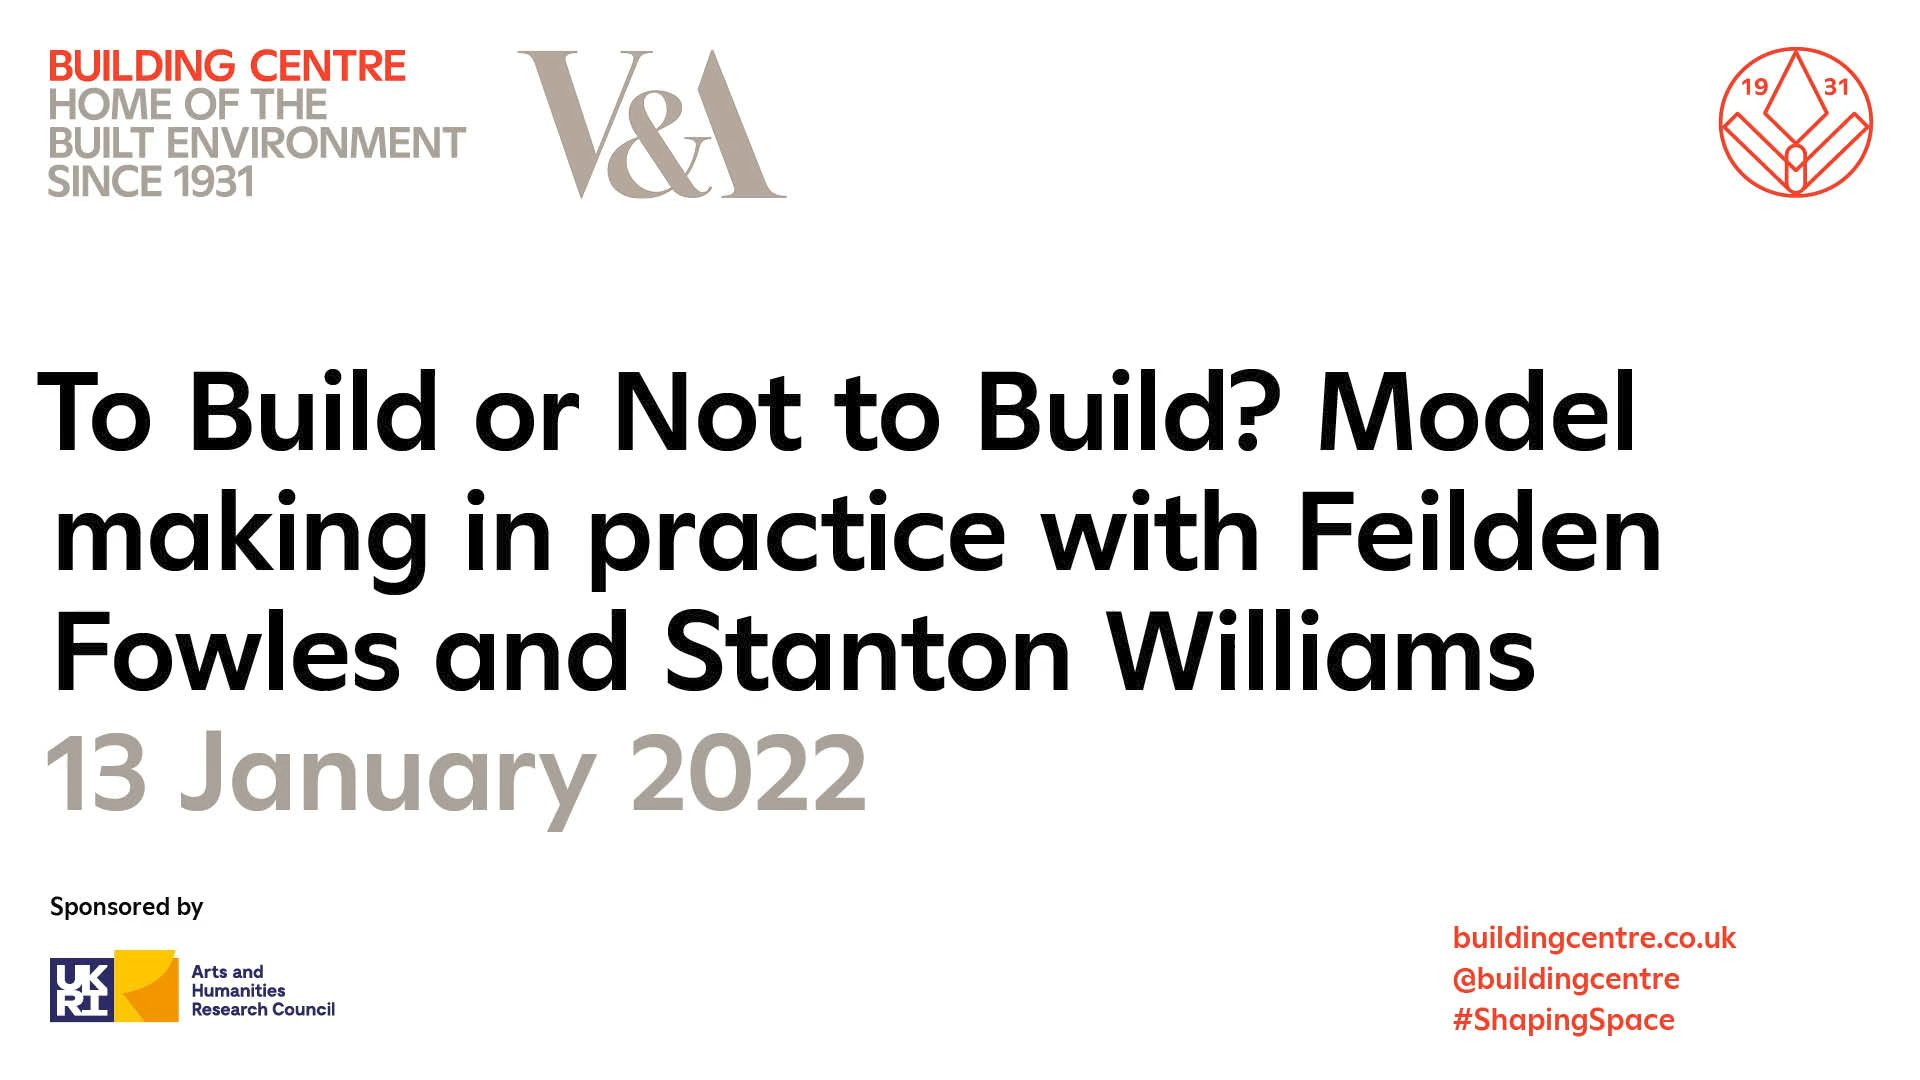 BUILDING CENTRE
HOME OF THE
BUILT ENVIRONMENT
SINCE 1931
V&A
19 31
To Build or Not to Build? Model
making in practice with Feilden
Fowles and Stanton Williams
13 January 2022
Sponsored by
UK
RI
Arts and
Humanities
Research Council
buildingcentre.co.uk
@buildingcentre
#ShapingSpace